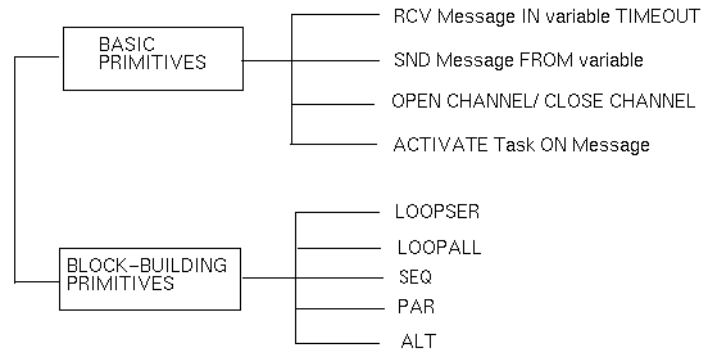 BASIC
PRIMITIVES
RCV Message IN variable TIMEOUT
SND Message FROM variable
OPEN CHANNEL/ CLOSE CHANNEL
ACTIVATE Task ON Message
BLOCK-BUILDING
PRIMITIVES
LOOPSER
LOOPALL
SEQ
PAR
ALT